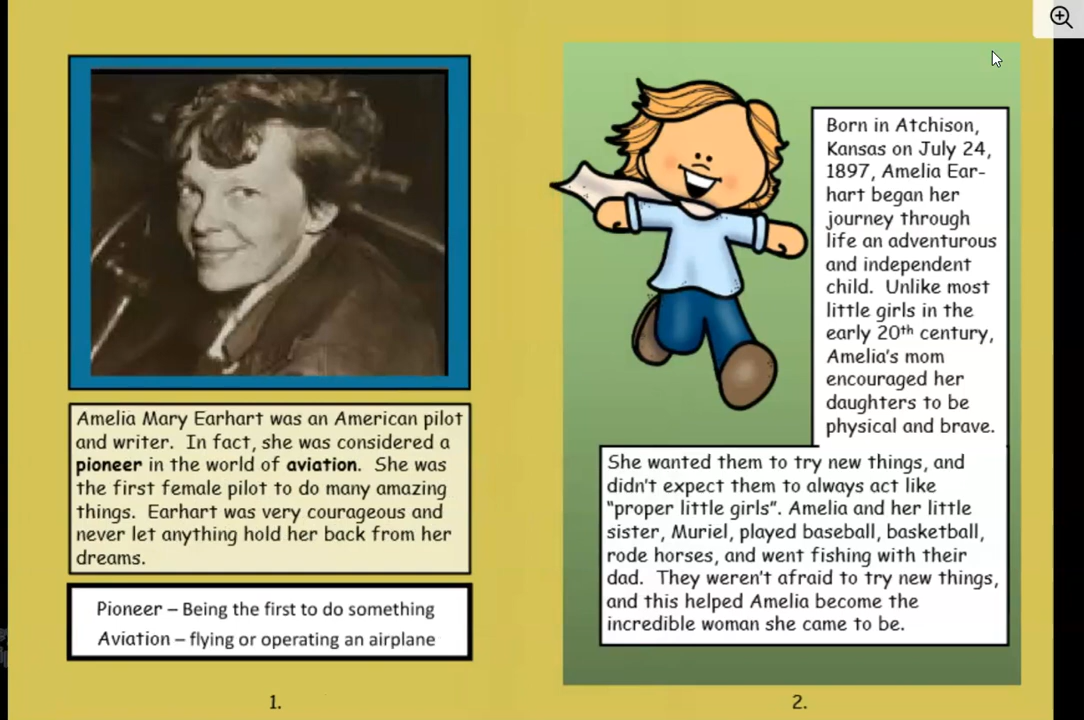 Amelia Mary Earhart was an American pilot
and writer. In fact, she was considered a
pioneer in the world of aviation. She was
the first female pilot to do many amazing
things. Earhart was very courageous and
never let anything hold her back from her
dreams.
Pioneer – Being the first to do something
Aviation – flying or operating an airplane
1.
Born in Atchison,
Kansas on July 24,
1897, Amelia Ear-
hart began her
journey through
life an adventurous
and independent
child. Unlike most
little girls in the
early 20th century,
Amelia's mom
encouraged her
daughters to be
physical and brave.
She wanted them to try new things, and
didn't expect them to always act like
"proper little girls". Amelia and her little
sister, Muriel, played baseball, basketball,
rode horses, and went fishing with their
dad. They weren't afraid to try new things,
and this helped Amelia become the
incredible woman she came to be.
2.